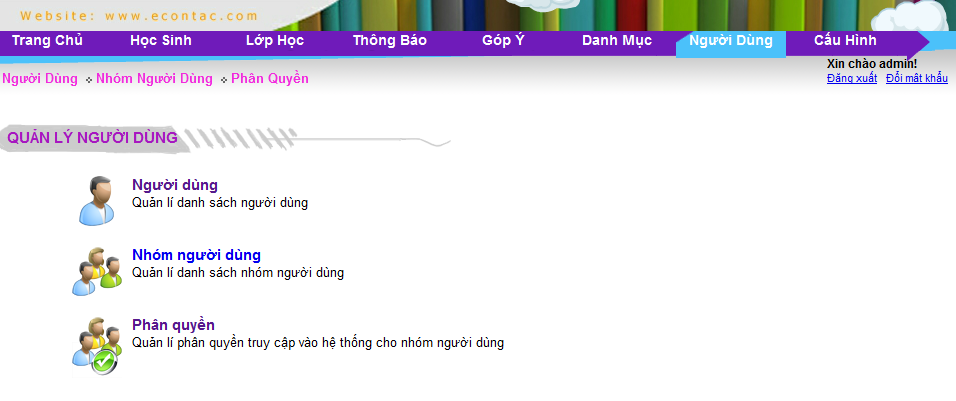 Website: www.econtac.com
Trang Chủ Học Sinh Lớp Học Thông Báo Góp Ý Danh Mục Người Dùng Cấu Hình
Xin chào admin!
Đăng xuất Đổi mật khẩu
Người Dùng Nhóm Người Dùng Phân Quyền
QUẢN LÝ NGƯỜI DÙNG
Người dùng
Quản lí danh sách người dùng
Nhóm người dùng
Quản lí danh sách nhóm người dùng
Phân quyền
Quản lí phân quyền truy cập vào hệ thống cho nhóm người dùng